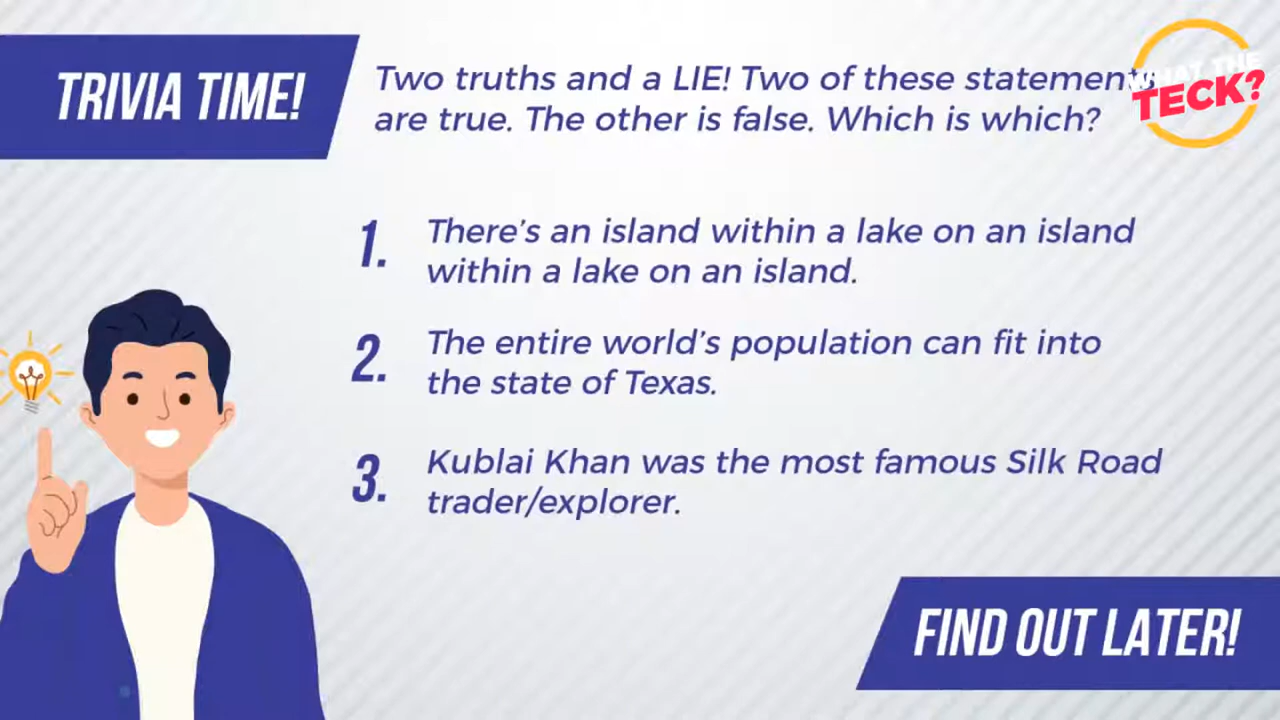 TRIVIA TIME!
Two truths and a LIE! Two of these statements
are true. The other is false. Which is which?
WHAT THE
TECK?
1. There's an island within a lake on an island
within a lake on an island.
2. The entire world's population can fit into
the state of Texas.
3. Kublai Khan was the most famous Silk Road
trader/explorer.
FIND OUT LATER!